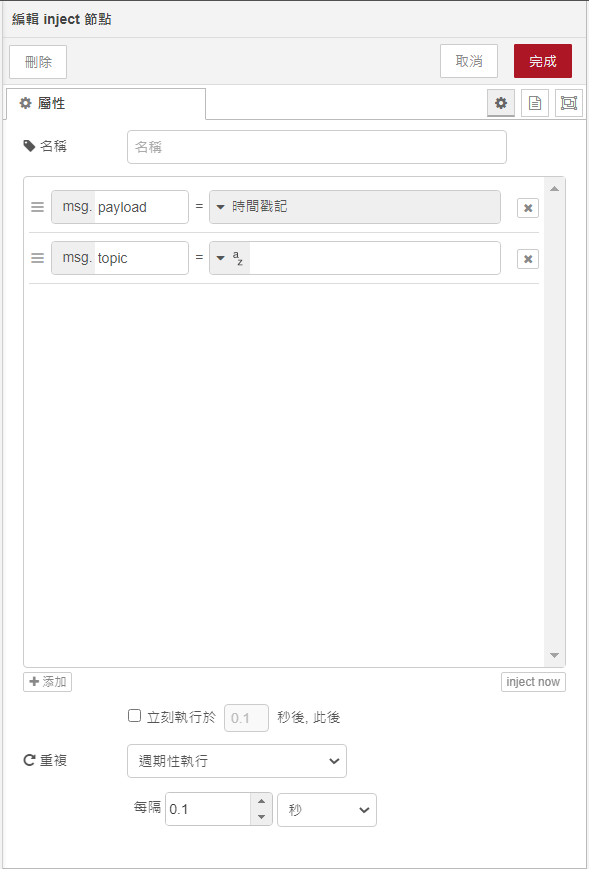 編輯 inject 節點
刪除 取消 完成
屬性
名稱 名稱
msg. payload = 時間戳記
msg. topic = az
添加 inject now
立刻執行於 0.1 秒後, 此後
重複 週期性執行
每隔 0.1 秒